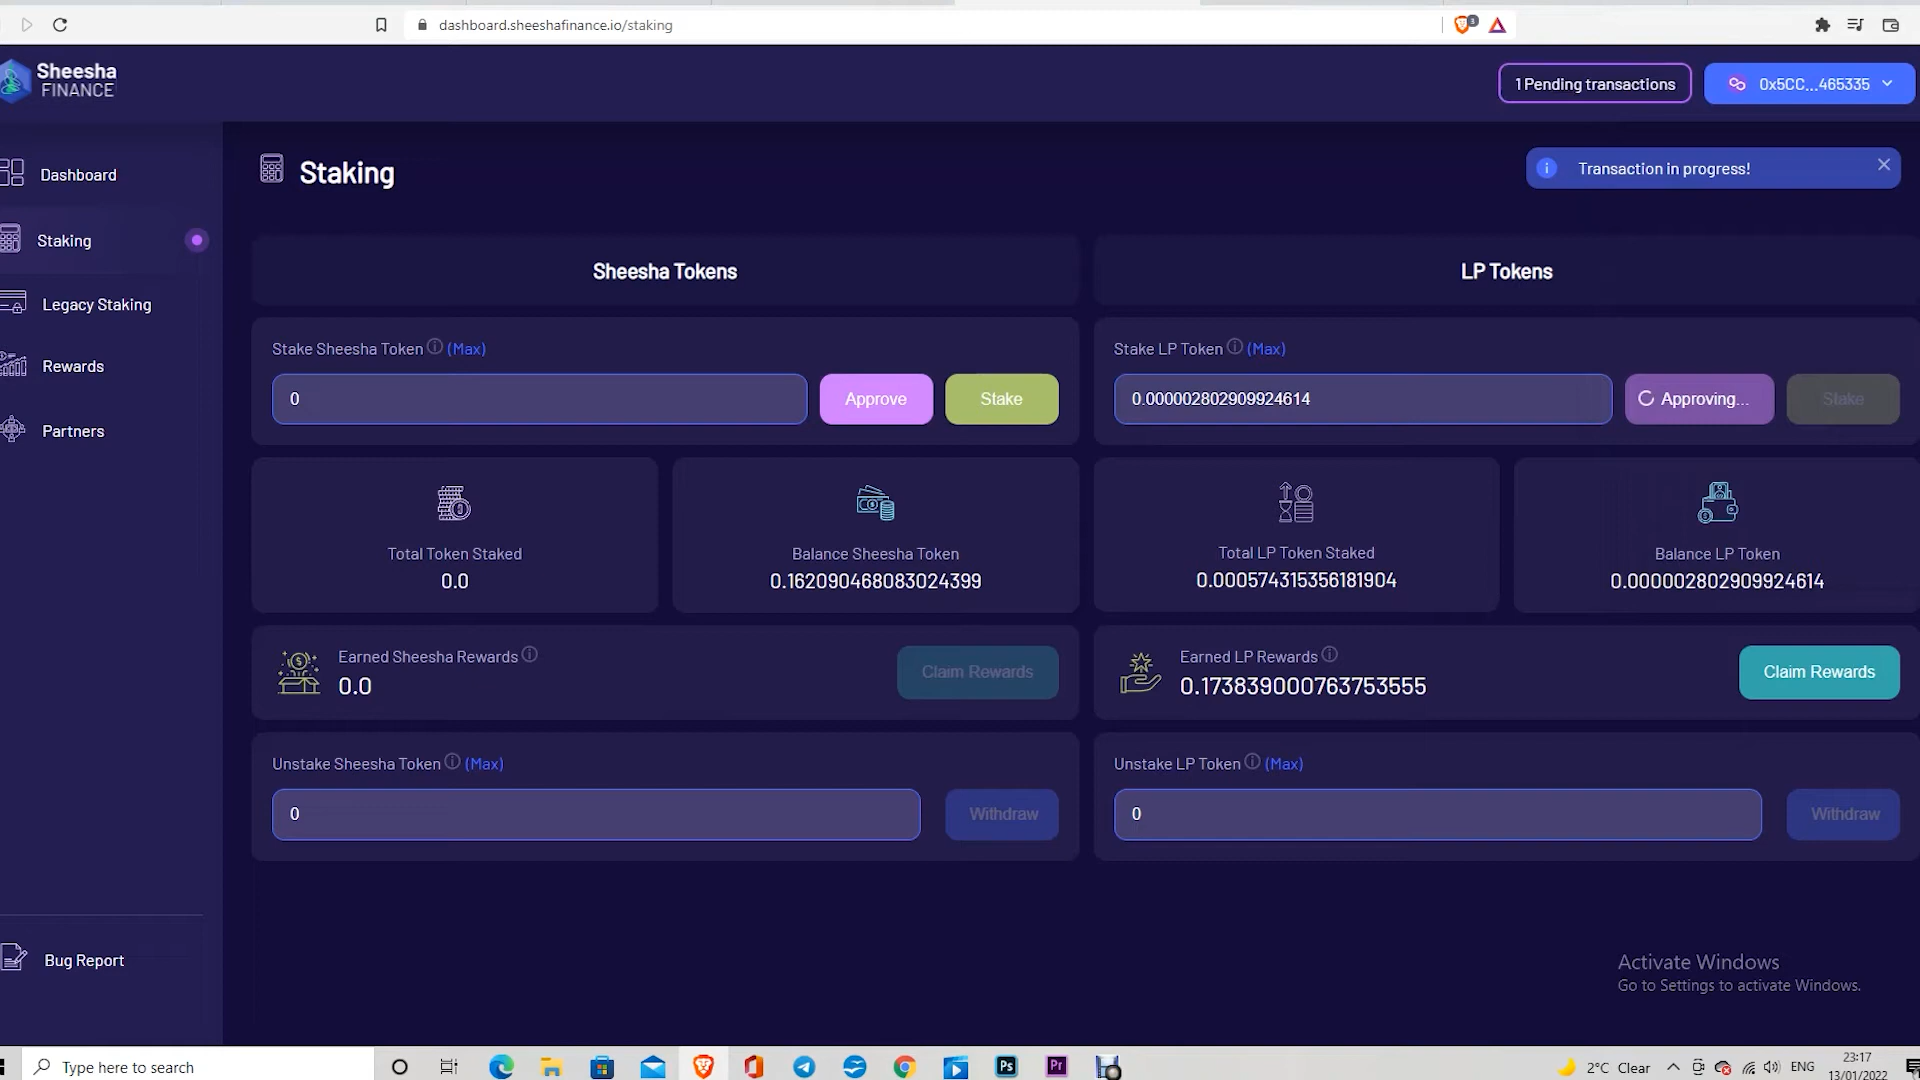 dashboard.sheeshafinance.io/staking
3
Sheesha
FINANCE
1 Pending transactions
0x5CC...465335
Dashboard
Staking
Legacy Staking
Rewards
Partners
Bug Report
Staking
Transaction in progress!
Sheesha Tokens
Stake Sheesha Token (Max)
0
Approve
Stake
Total Token Staked
0.0
Balance Sheesha Token
0.162090468083024399
Earned Sheesha Rewards
0.0
Claim Rewards
Unstake Sheesha Token (Max)
0
Withdraw
LP Tokens
Stake LP Token (Max)
0.000002802909924614
Approving...
Stake
Total LP Token Staked
0.000574315356181904
Balance LP Token
0.000002802909924614
Earned LP Rewards
0.173839000763753555
Claim Rewards
Unstake LP Token (Max)
0
Withdraw
Activate Windows
Go to Settings to activate Windows.
Type here to search
Ps
Pr
2°C Clear
ENG
23:17
13/01/2022